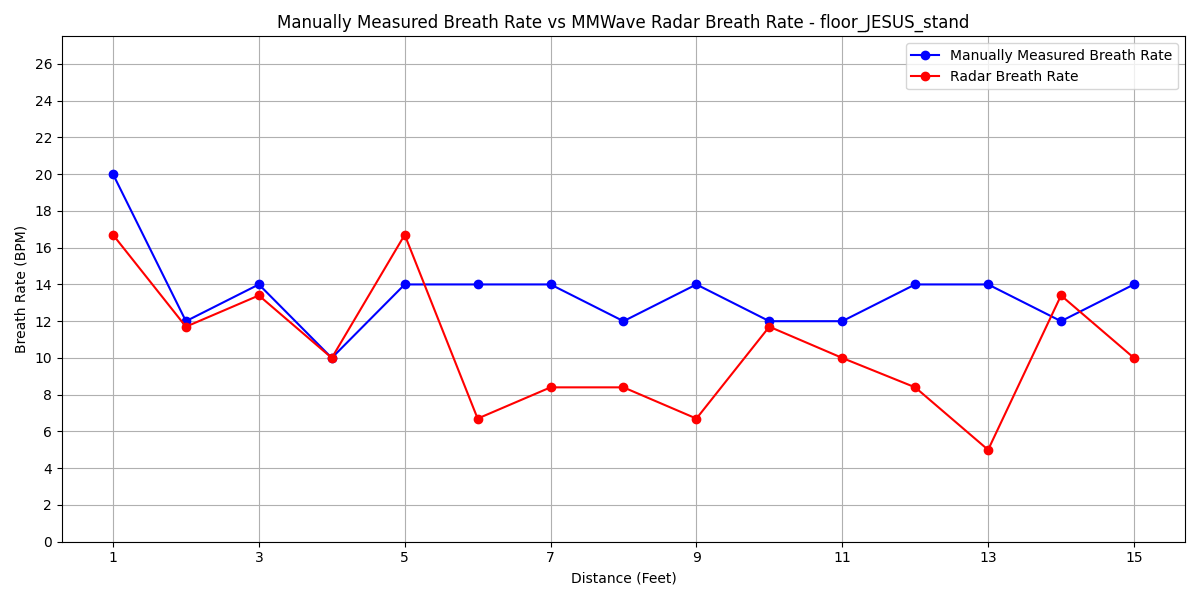 Manually Measured Breath Rate vs MMWave Radar Breath Rate - floor_JESUS_stand
Manually Measured Breath Rate
Radar Breath Rate
Breath Rate (BPM)
26
24
22
20
18
16
14
12
10
8
6
4
2
0
1 3 5 7 9 11 13 15
Distance (Feet)